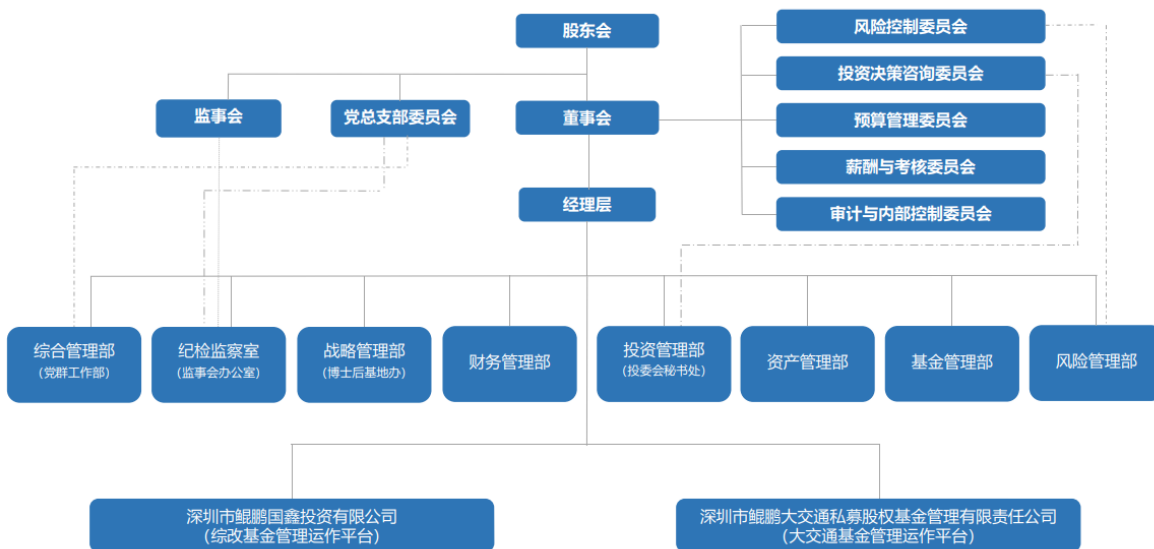 股东会
风险控制委员会
投资决策咨询委员会
监事会
党总支部委员会
董事会
预算管理委员会
薪酬与考核委员会
经理层
审计与内部控制委员会
综合管理部
(党群工作部)
纪检监察室
(监事会办公室)
战略管理部
(博士后基地办)
财务管理部
投资管理部
(投委会秘书处)
资产管理部
基金管理部
风险管理部
深圳市鲲鹏国鑫投资有限公司
(综改基金管理运作平台)
深圳市鲲鹏大交通私募股权基金管理有限责任公司
(大交通基金管理运作平台)